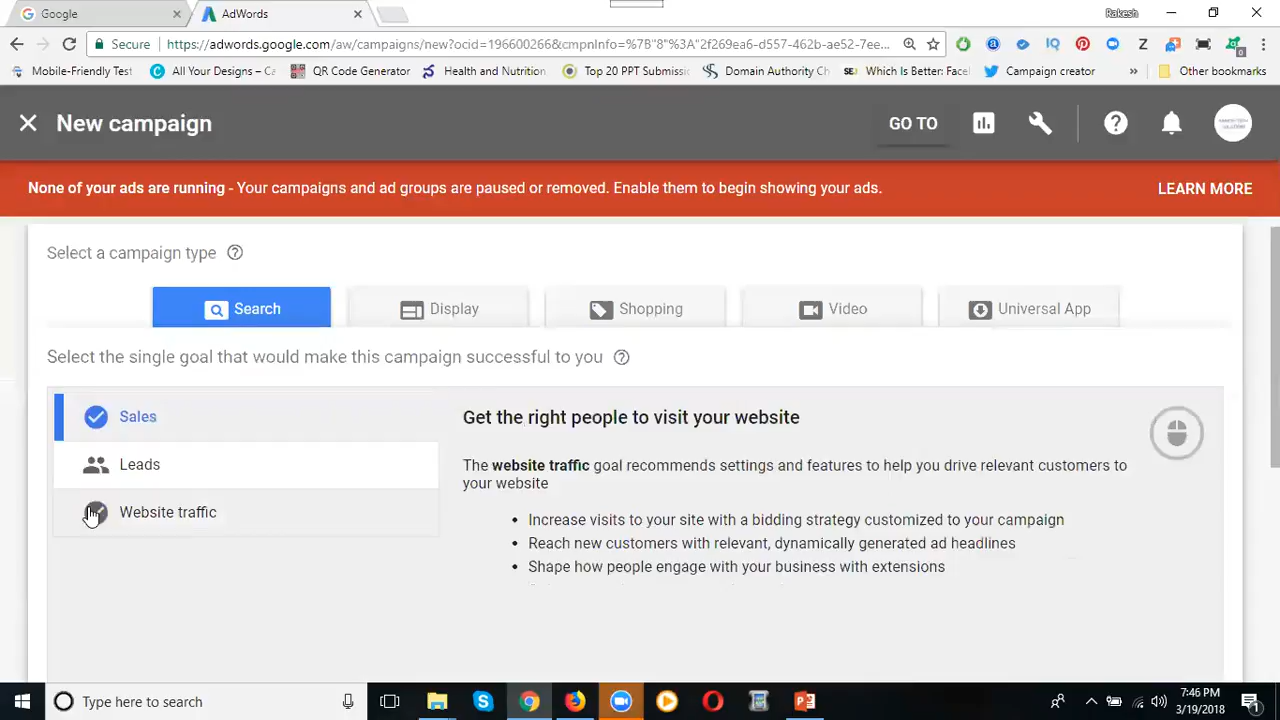 Google
AdWords
Rakesh
Secure
https://adwords.google.com/aw/campaigns/new?ocid=196600266&cmpnInfo=%7B"8"%3A"2f269ea6-d557-462b-ae52-7ee...
Mobile-Friendly Test
All Your Designs – Ca
QR Code Generator
Health and Nutrition
Top 20 PPT Submissio
Domain Authority Ch
Which Is Better: Face
Campaign creator
»
Other bookmarks
New campaign
GO TO
None of your ads are running - Your campaigns and ad groups are paused or removed. Enable them to begin showing your ads.
LEARN MORE
Select a campaign type
Search
Display
Shopping
Video
Universal App
Select the single goal that would make this campaign successful to you
Sales
Get the right people to visit your website
Leads
The website traffic goal recommends settings and features to help you drive relevant customers to
your website
Website traffic
• Increase visits to your site with a bidding strategy customized to your campaign
• Reach new customers with relevant, dynamically generated ad headlines
• Shape how people engage with your business with extensions
Type here to search
7:46 PM
3/19/2018